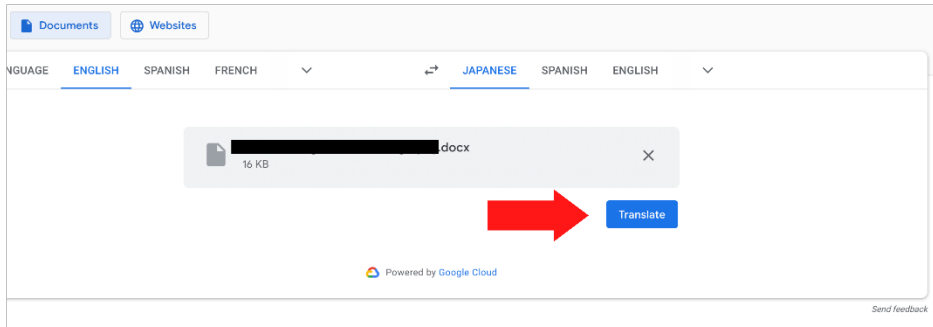 Documents Websites
NGUAGE ENGLISH SPANISH FRENCH JAPANESE SPANISH ENGLISH
.docx
16 KB
Translate
Powered by Google Cloud
Send feedback